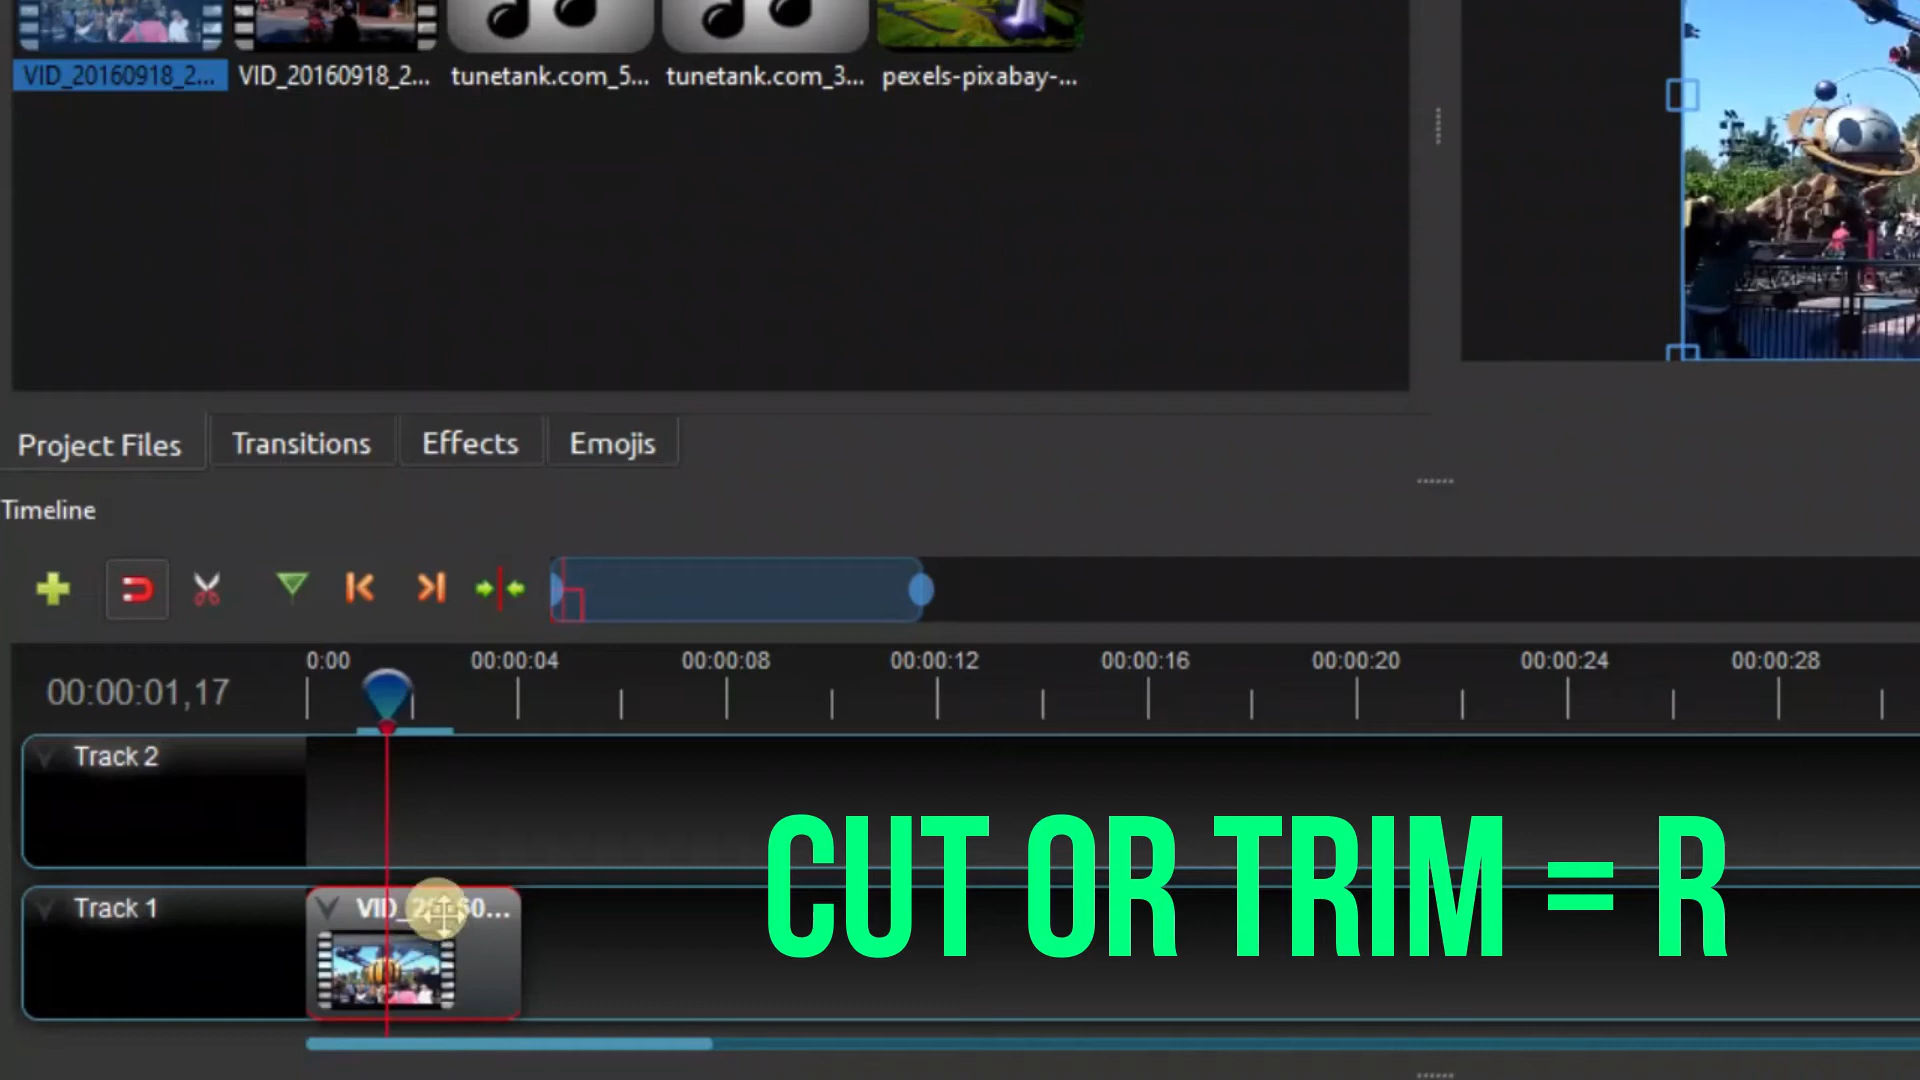 VID_20160918_2... VID_20160918_2... tunetank.com_5... tunetank.com_3... pexels-pixabay-...
Project Files Transitions Effects Emojis
Timeline
0:00 00:00:04 00:00:08 00:00:12 00:00:16 00:00:20 00:00:24 00:00:28
00:00:01,17
Track 2
CUT OR TRIM = R
Track 1